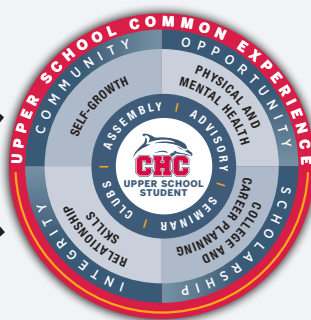 UPPER SCHOOL COMMON EXPERIENCE
COMMUNITY
OPPORTUNITY
SCHOLARSHIP
INTEGRITY
SELF-GROWTH
PHYSICAL AND
MENTAL HEALTH
COLLEGE AND
CAREER PLANNING
RELATIONSHIP
SKILLS
ASSEMBLY | ADVISORY | SEMINAR | CLUBS |
CHC
UPPER SCHOOL
STUDENT